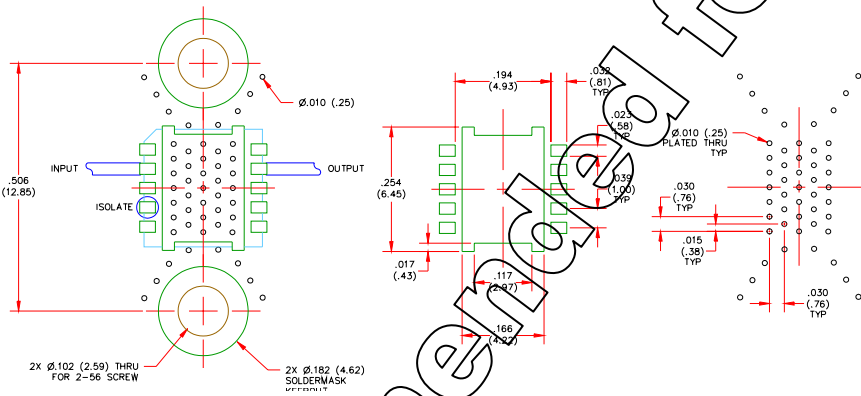 .506
(12.85)
INPUT
OUTPUT
ISOLATE
Ø.010 (.25)
2X Ø.102 (2.59) THRU
FOR 2-56 SCREW
2X Ø.182 (4.62)
SOLDERMASK
KEEPOUT
.194
(4.93)
.032
(.81)
TYP
.023
(.58)
TYP
.039
(1.00)
TYP
.254
(6.45)
.017
(.43)
.117
(2.97)
.166
(4.22)
Ø.010 (.25)
PLATED THRU
TYP
.030
(.76)
TYP
.015
(.38)
TYP
.030
(.76)
TYP
mended fo